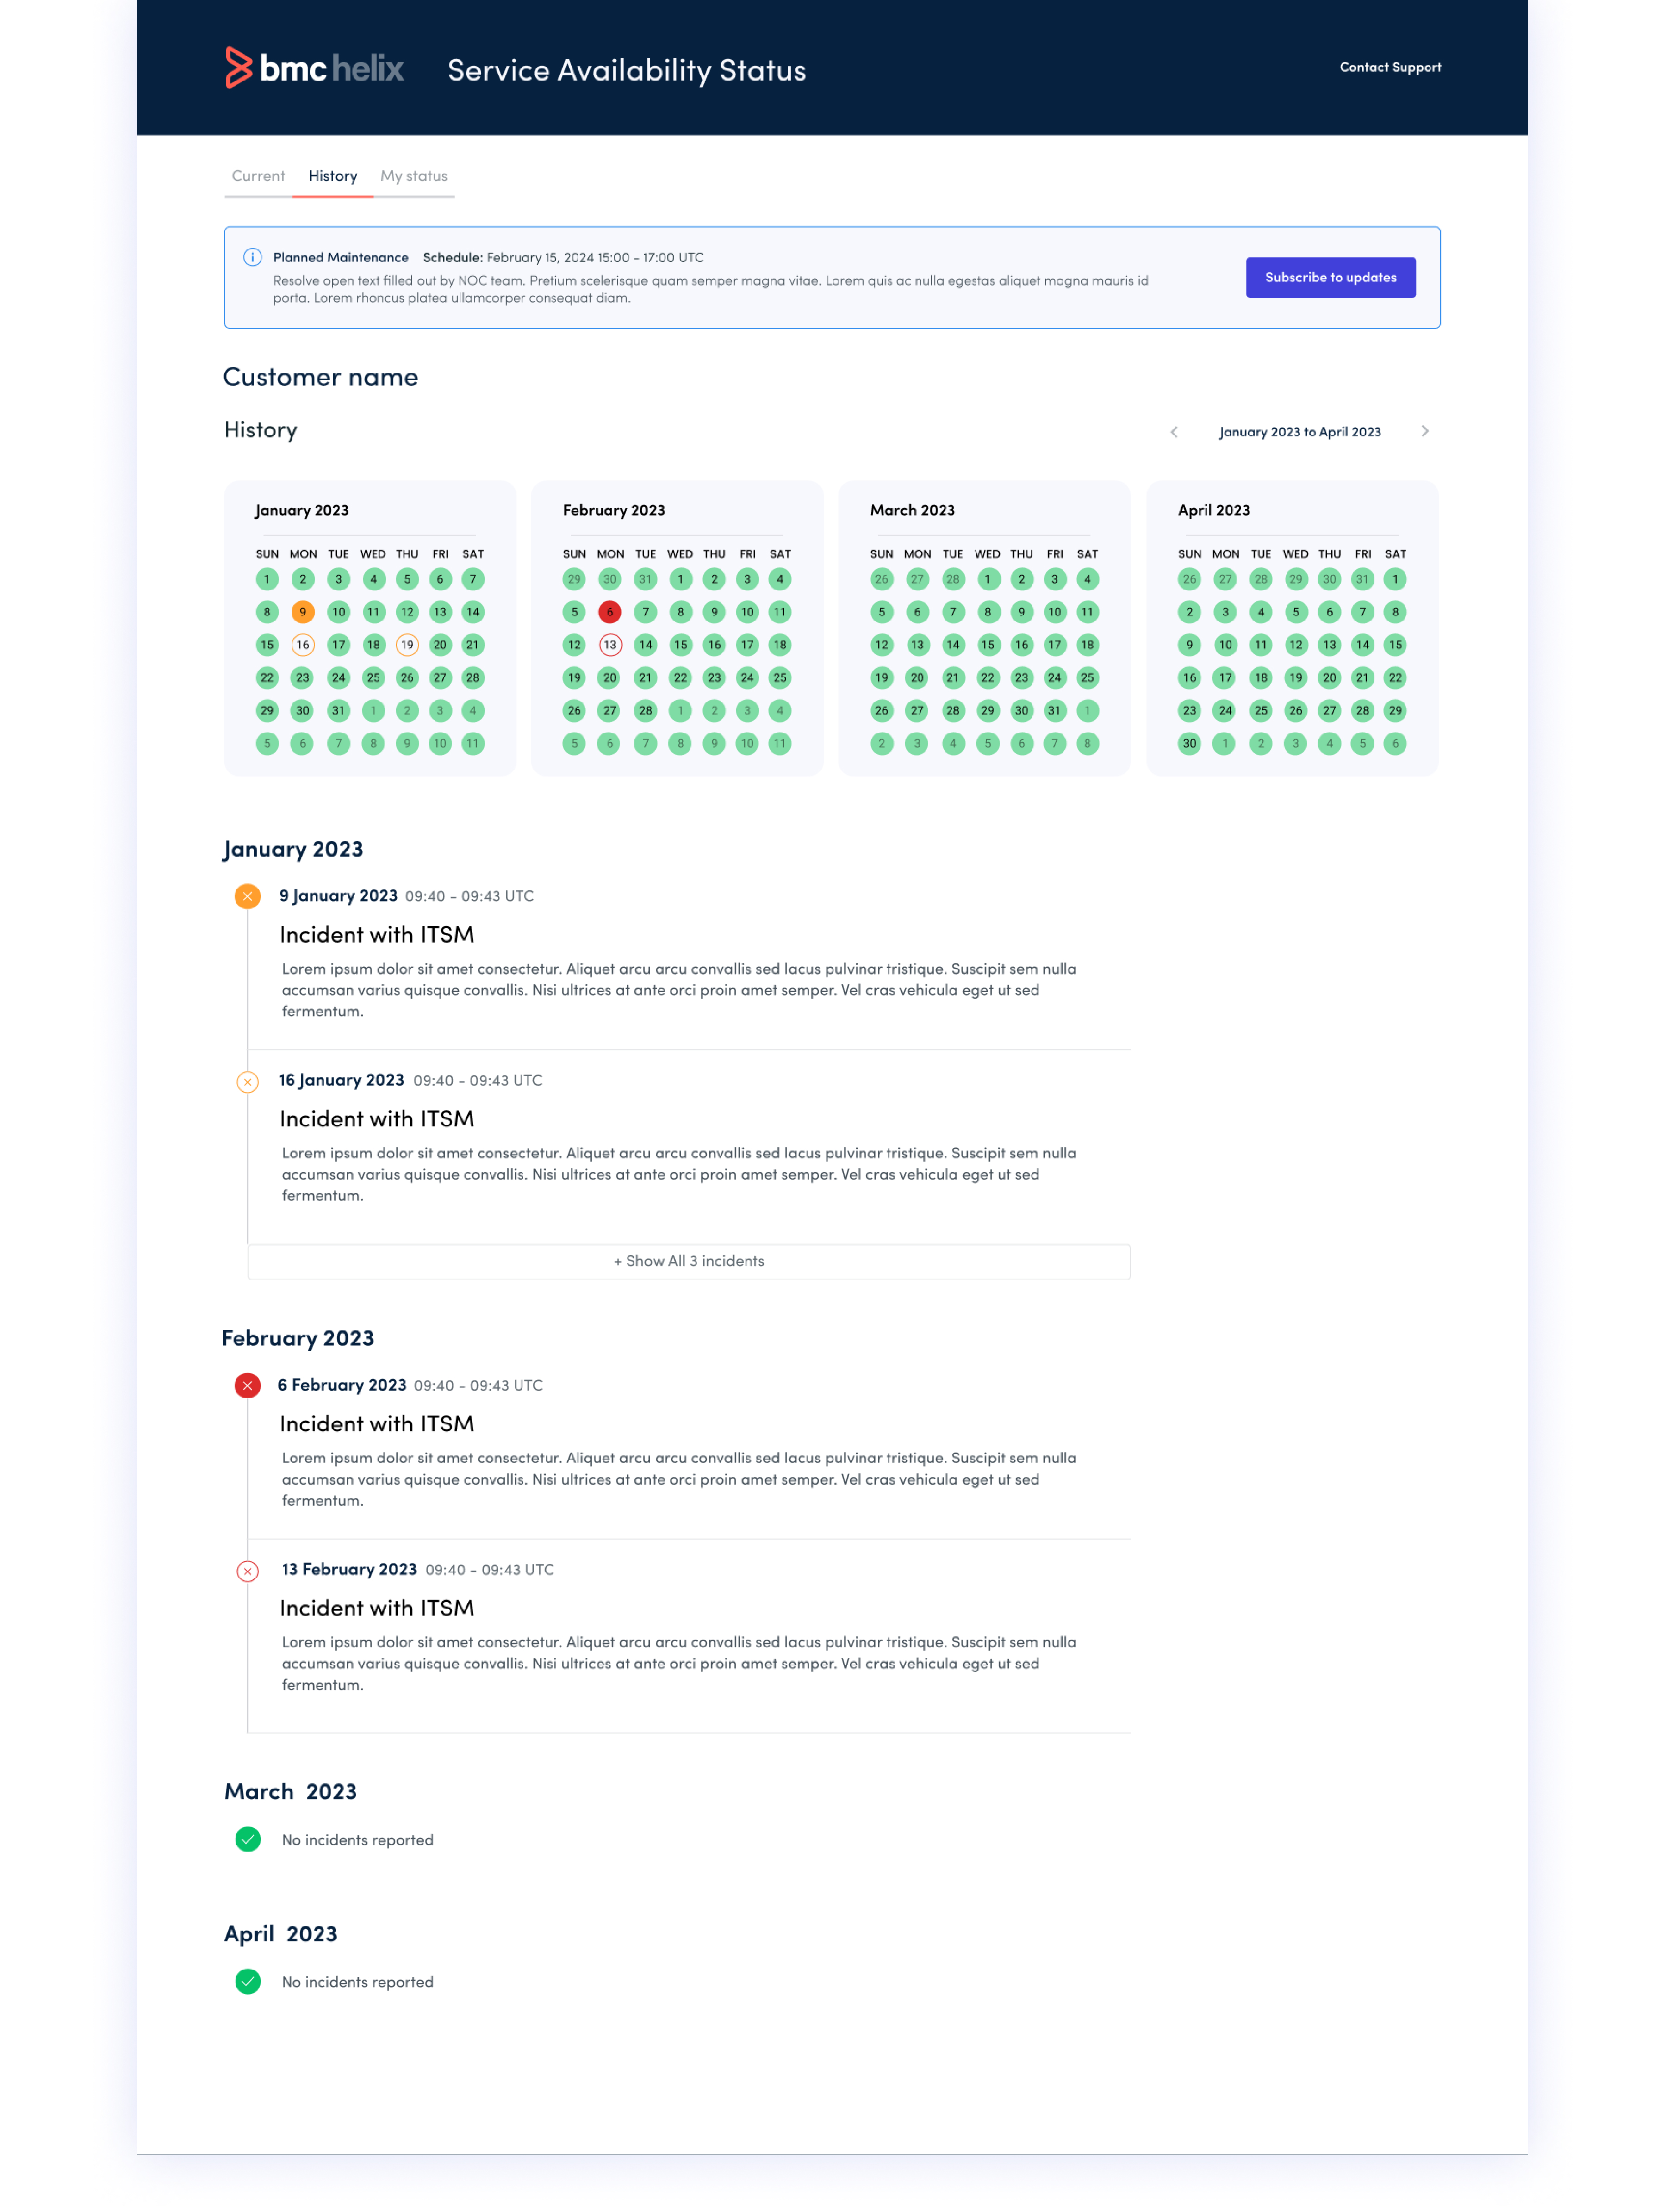 bmc helix Service Availability Status Contact Support
Current History My status
Planned Maintenance Schedule: February 15, 2024 15:00 - 17:00 UTC
Resolve open text filled out by NOC team. Pretium scelerisque quam semper magna vitae. Lorem quis ac nulla egestas aliquet magna mauris id
porta. Lorem rhoncus platea ullamcorper consequat diam.
Subscribe to updates
Customer name
History
January 2023 to April 2023
January 2023
SUN MON TUE WED THU FRI SAT
1 2 3 4 5 6 7
8 9 10 11 12 13 14
15 16 17 18 19 20 21
22 23 24 25 26 27 28
29 30 31 1 2 3 4
5 6 7 8 9 10 11
February 2023
SUN MON TUE WED THU FRI SAT
29 30 31 1 2 3 4
5 6 7 8 9 10 11
12 13 14 15 16 17 18
19 20 21 22 23 24 25
26 27 28 1 2 3 4
5 6 7 8 9 10 11
March 2023
SUN MON TUE WED THU FRI SAT
26 27 28 1 2 3 4
5 6 7 8 9 10 11
12 13 14 15 16 17 18
19 20 21 22 23 24 25
26 27 28 29 30 31 1
2 3 4 5 6 7 8
April 2023
SUN MON TUE WED THU FRI SAT
26 27 28 29 30 31 1
2 3 4 5 6 7 8
9 10 11 12 13 14 15
16 17 18 19 20 21 22
23 24 25 26 27 28 29
30 1 2 3 4 5 6
January 2023
9 January 2023 09:40 - 09:43 UTC
Incident with ITSM
Lorem ipsum dolor sit amet consectetur. Aliquet arcu arcu convallis sed lacus pulvinar tristique. Suscipit sem nulla
accumsan varius quisque convallis. Nisi ultrices at ante orci proin amet semper. Vel cras vehicula eget ut sed
fermentum.
16 January 2023 09:40 - 09:43 UTC
Incident with ITSM
Lorem ipsum dolor sit amet consectetur. Aliquet arcu arcu convallis sed lacus pulvinar tristique. Suscipit sem nulla
accumsan varius quisque convallis. Nisi ultrices at ante orci proin amet semper. Vel cras vehicula eget ut sed
fermentum.
+ Show All 3 incidents
February 2023
6 February 2023 09:40 - 09:43 UTC
Incident with ITSM
Lorem ipsum dolor sit amet consectetur. Aliquet arcu arcu convallis sed lacus pulvinar tristique. Suscipit sem nulla
accumsan varius quisque convallis. Nisi ultrices at ante orci proin amet semper. Vel cras vehicula eget ut sed
fermentum.
13 February 2023 09:40 - 09:43 UTC
Incident with ITSM
Lorem ipsum dolor sit amet consectetur. Aliquet arcu arcu convallis sed lacus pulvinar tristique. Suscipit sem nulla
accumsan varius quisque convallis. Nisi ultrices at ante orci proin amet semper. Vel cras vehicula eget ut sed
fermentum.
March 2023
No incidents reported
April 2023
No incidents reported